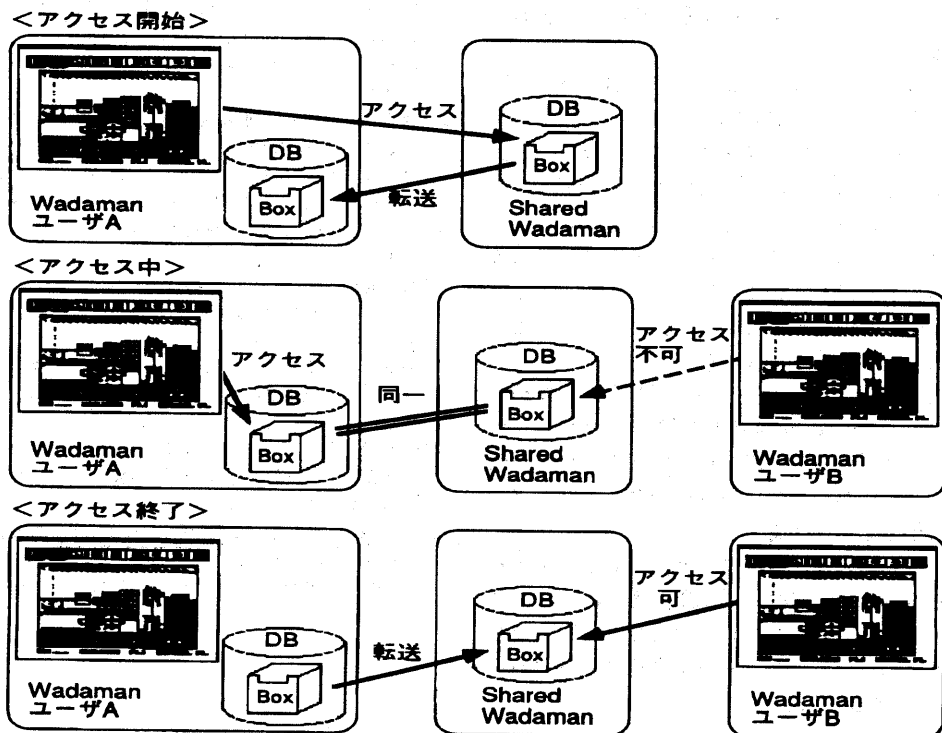 <アクセス開始>
アクセス
DB
DB
Box
Box
転送
Wadaman
ユーザA
Shared
Wadaman
<アクセス中>
アクセス
アクセス
不可
DB
DB
同一
Box
Box
Wadaman
ユーザA
Shared
Wadaman
Wadaman
ユーザB
<アクセス終了>
アクセス
可
DB
DB
転送
Box
Box
Wadaman
ユーザA
Shared
Wadaman
Wadaman
ユーザB